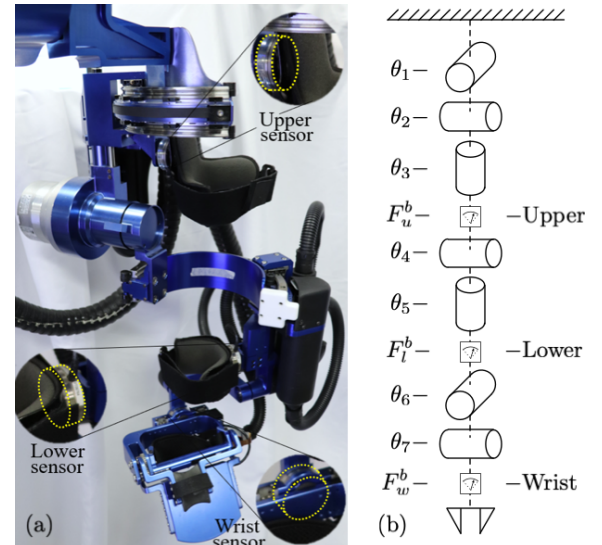 Upper
sensor
Lower
sensor
Wrist
sensor
(a)
θ₁
θ₂
θ₃
F_u^b Upper
θ₄
θ₅
F_l^b Lower
θ₆
θ₇
F_w^b Wrist
(b)